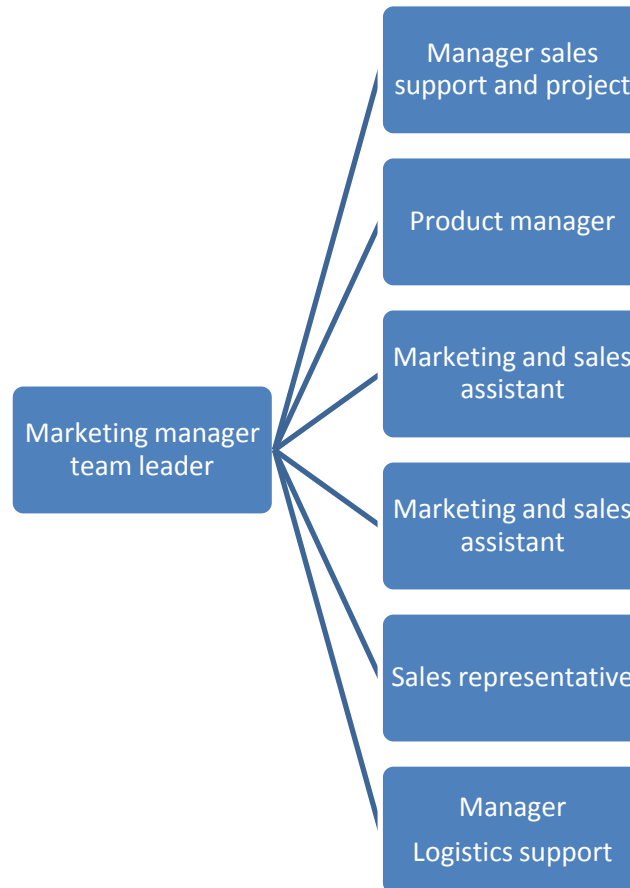 Manager sales
support and project
Product manager
Marketing and sales
assistant
Marketing manager
team leader
Marketing and sales
assistant
Sales representative
Manager
Logistics support